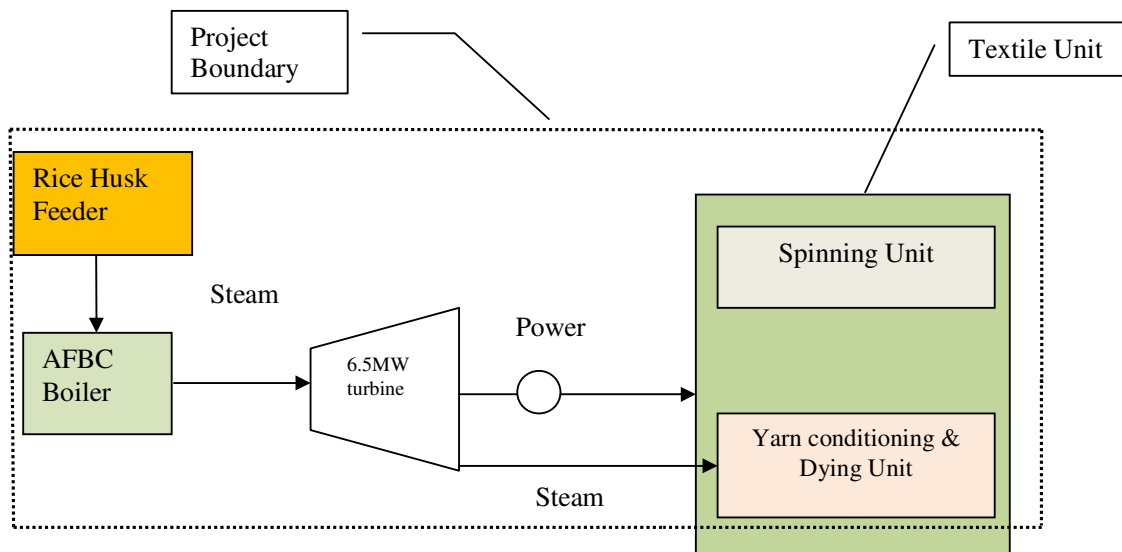 Project
Boundary
Textile Unit
Rice Husk
Feeder
Spinning Unit
Steam
Power
AFBC
Boiler
6.5MW
turbine
Yarn conditioning &
Dying Unit
Steam